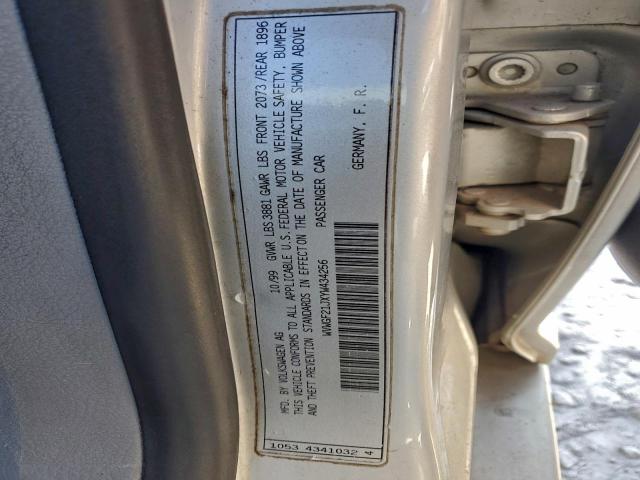 MFD. BY VOLKSWAGEN AG 10/99 GVWR LBS 3881 GAWR LBS FRONT 2073/REAR 1896
THIS VEHICLE CONFORMS TO ALL APPLICABLE U.S. FEDERAL MOTOR VEHICLE SAFETY, BUMPER
AND THEFT PREVENTION STANDARDS IN EFFECT ON THE DATE OF MANUFACTURE SHOWN ABOVE
WVWGF21JXYW434256 PASSENGER CAR
GERMANY, F. R.
1053 4341032 4